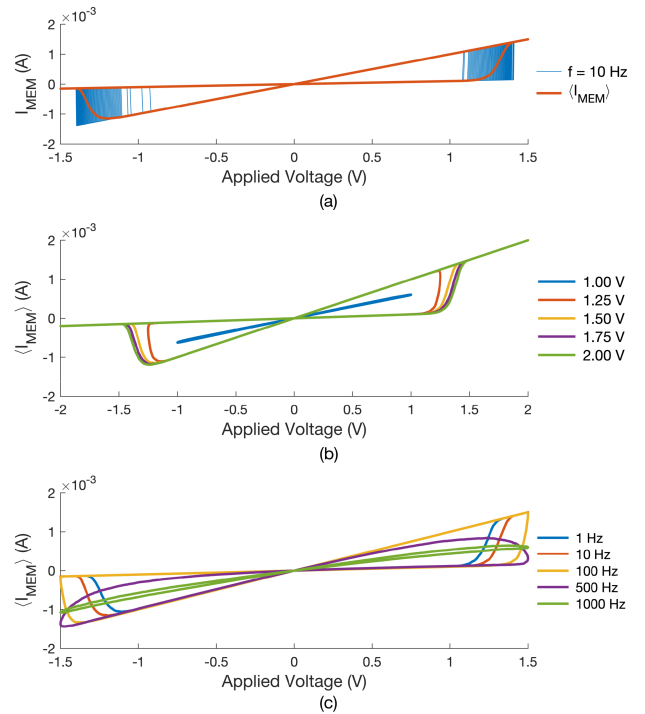 ×10⁻³
2
1
0
-1
-2
I_MEM (A)
-1.5 -1 -0.5 0 0.5 1 1.5
Applied Voltage (V)
f = 10 Hz
⟨I_MEM⟩
(a)
×10⁻³
2
1
0
-1
-2
⟨I_MEM⟩ (A)
-2 -1.5 -1 -0.5 0 0.5 1 1.5 2
Applied Voltage (V)
1.00 V
1.25 V
1.50 V
1.75 V
2.00 V
(b)
×10⁻³
2
1
0
-1
-2
⟨I_MEM⟩ (A)
-1.5 -1 -0.5 0 0.5 1 1.5
Applied Voltage (V)
1 Hz
10 Hz
100 Hz
500 Hz
1000 Hz
(c)